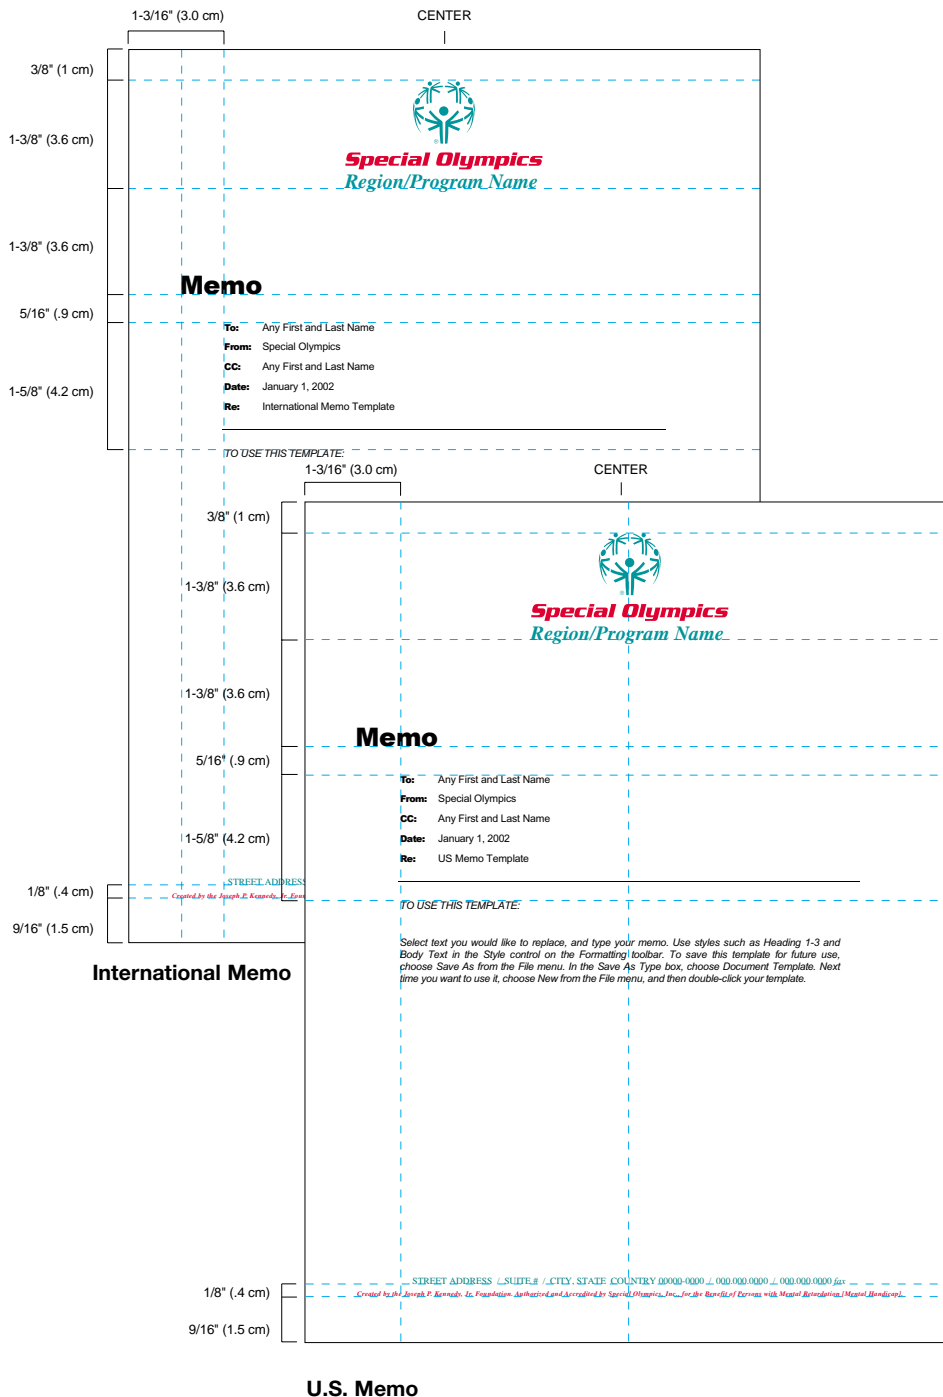 1-3/16" (3.0 cm)
CENTER
3/8" (1 cm)
1-3/8" (3.6 cm)
®
Special Olympics
Region/Program Name
1-3/8" (3.6 cm)
Memo
5/16" (.9 cm)
To: Any First and Last Name
From: Special Olympics
CC: Any First and Last Name
1-5/8" (4.2 cm)
Date: January 1, 2002
Re: International Memo Template
TO USE THIS TEMPLATE:
STREET ADDRESS
1/8" (.4 cm)
Created by the Joseph P. Kennedy, Jr. Foun
9/16" (1.5 cm)
International Memo
1-3/16" (3.0 cm)
CENTER
3/8" (1 cm)
1-3/8" (3.6 cm)
®
Special Olympics
Region/Program Name
1-3/8" (3.6 cm)
Memo
5/16" (.9 cm)
To: Any First and Last Name
From: Special Olympics
CC: Any First and Last Name
1-5/8" (4.2 cm)
Date: January 1, 2002
Re: US Memo Template
TO USE THIS TEMPLATE:
Select text you would like to replace, and type your memo. Use styles such as Heading 1-3 and
Body Text in the Style control on the Formatting toolbar. To save this template for future use,
choose Save As from the File menu. In the Save As Type box, choose Document Template. Next
time you want to use it, choose New from the File menu, and then double-click your template.
STREET ADDRESS / SUITE # / CITY, STATE COUNTRY 00000-0000 / 000.000.0000 / 000.000.0000 fax
1/8" (.4 cm)
Created by the Joseph P. Kennedy, Jr. Foundation. Authorized and Accredited by Special Olympics, Inc., for the Benefit of Persons with Mental Retardation [Mental Handicap].
9/16" (1.5 cm)
U.S. Memo